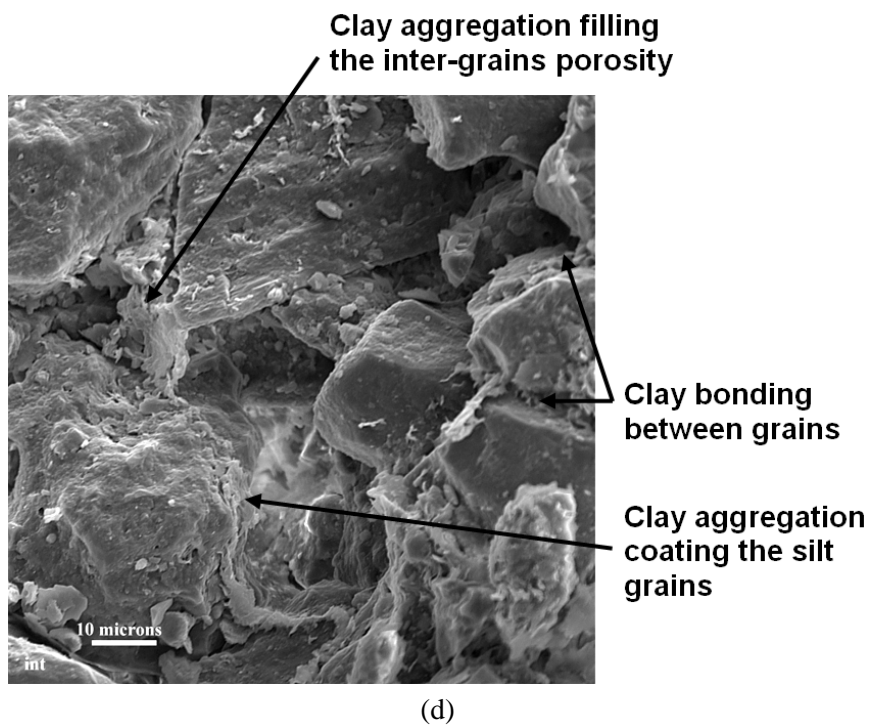 Clay aggregation filling
the inter-grains porosity
Clay bonding
between grains
Clay aggregation
coating the silt
grains
10 microns
int
(d)